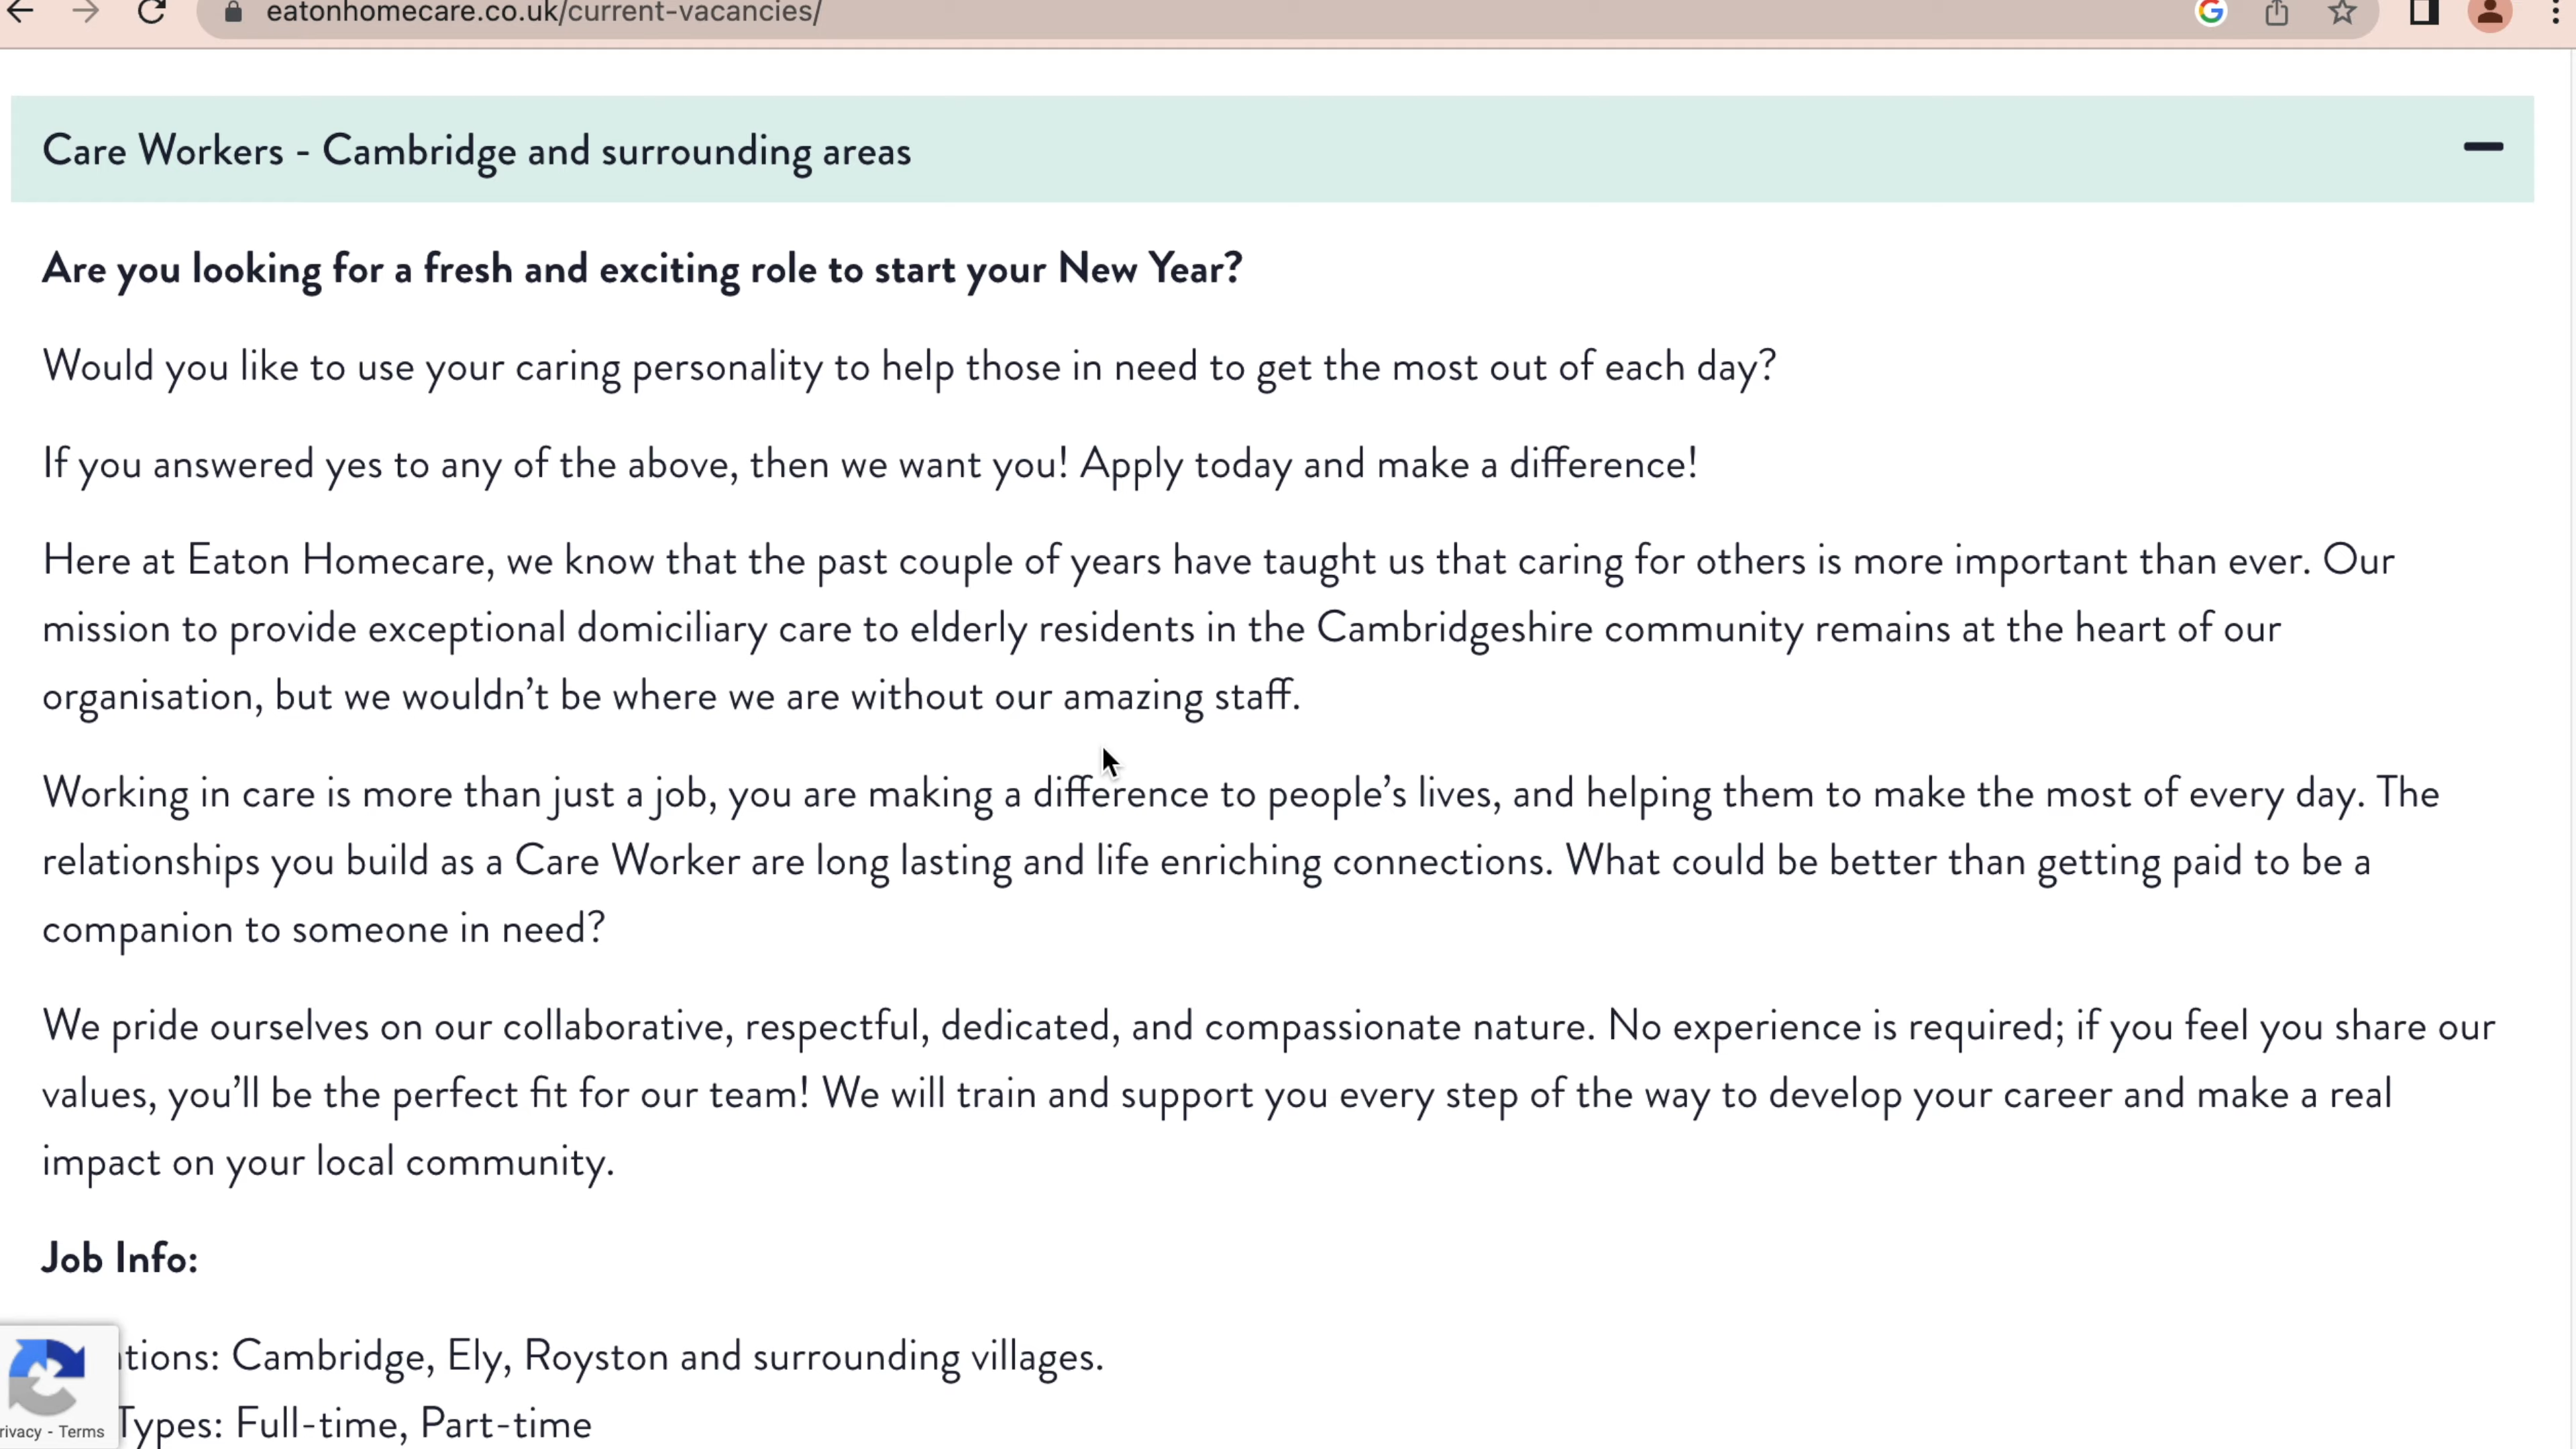 eatonhomecare.co.uk/current-vacancies/
Care Workers - Cambridge and surrounding areas
Are you looking for a fresh and exciting role to start your New Year?
Would you like to use your caring personality to help those in need to get the most out of each day?
If you answered yes to any of the above, then we want you! Apply today and make a difference!
Here at Eaton Homecare, we know that the past couple of years have taught us that caring for others is more important than ever. Our
mission to provide exceptional domiciliary care to elderly residents in the Cambridgeshire community remains at the heart of our
organisation, but we wouldn't be where we are without our amazing staff.
Working in care is more than just a job, you are making a difference to people's lives, and helping them to make the most of every day. The
relationships you build as a Care Worker are long lasting and life enriching connections. What could be better than getting paid to be a
companion to someone in need?
We pride ourselves on our collaborative, respectful, dedicated, and compassionate nature. No experience is required; if you feel you share our
values, you'll be the perfect fit for our team! We will train and support you every step of the way to develop your career and make a real
impact on your local community.
Job Info:
tions: Cambridge, Ely, Royston and surrounding villages.
Types: Full-time, Part-time
rivacy - Terms